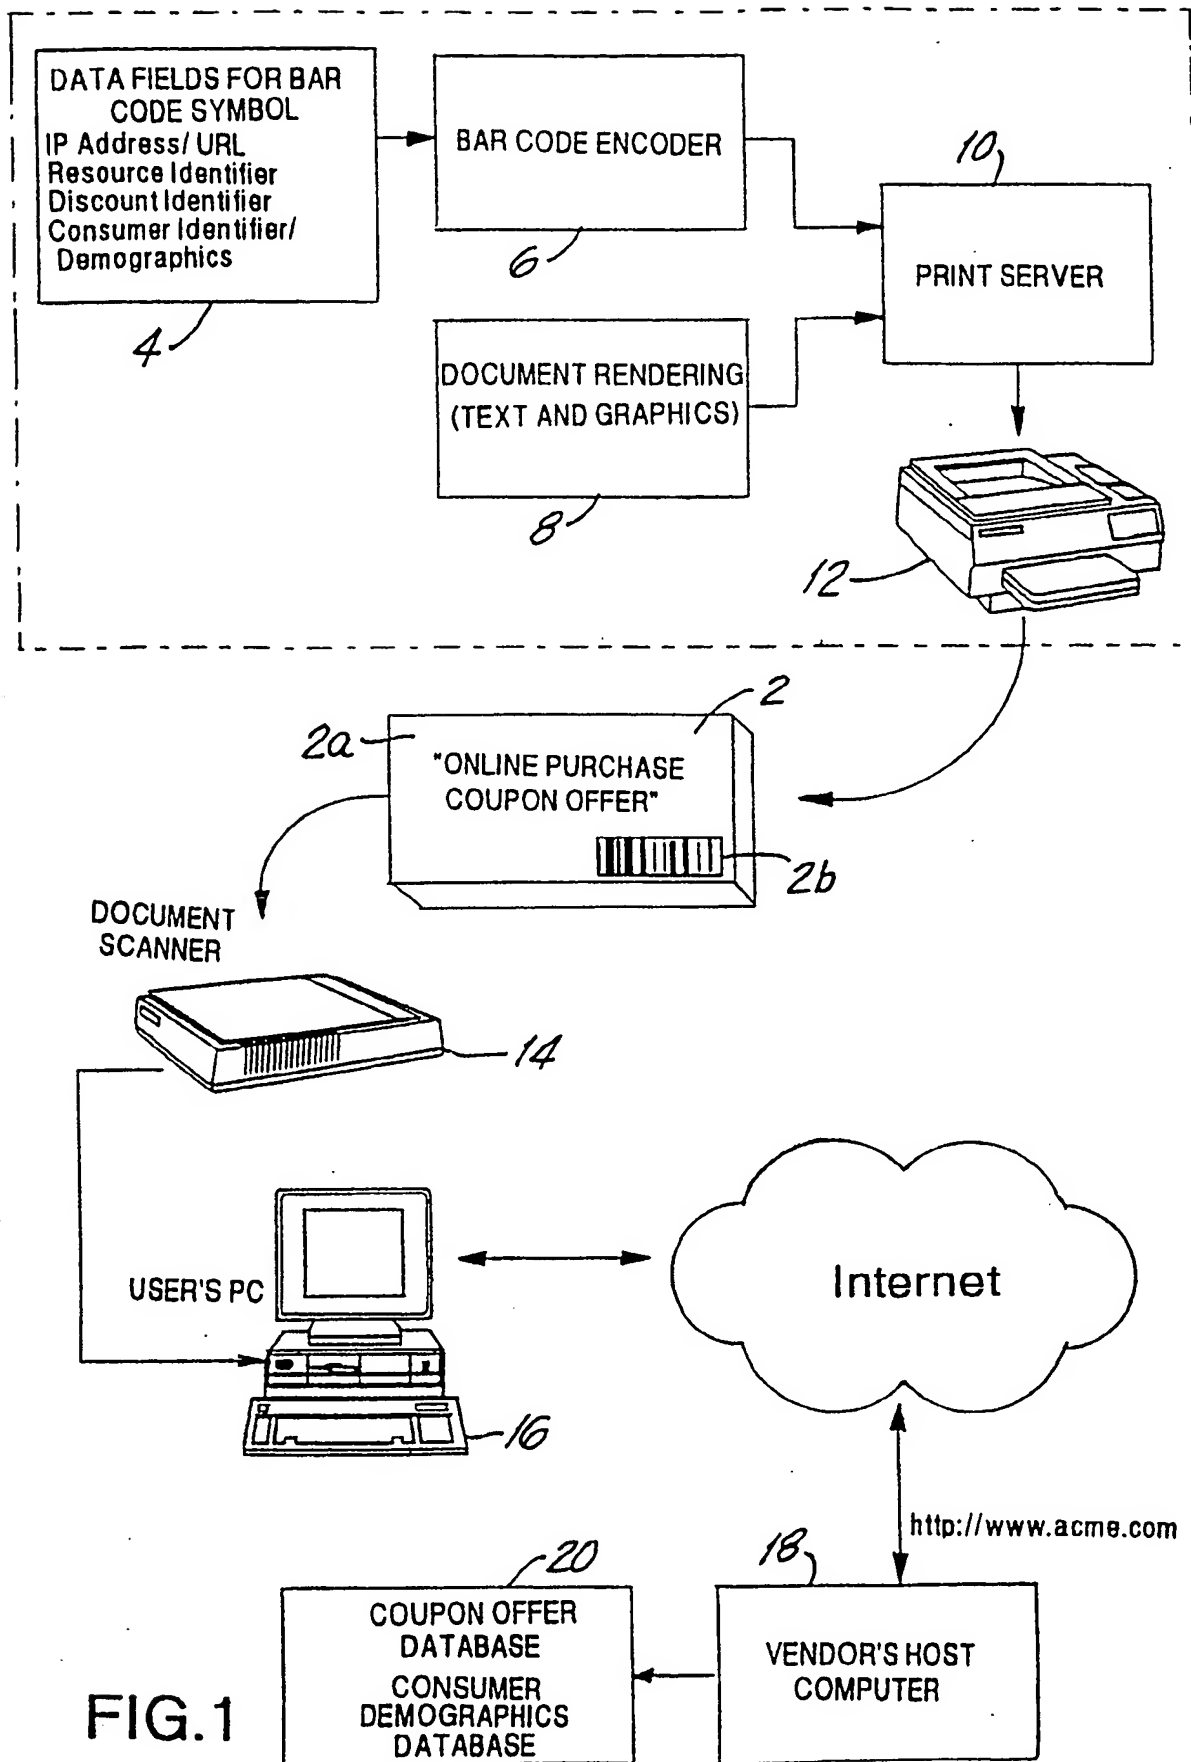 DATA FIELDS FOR BAR
CODE SYMBOL
IP Address/ URL
Resource Identifier
Discount Identifier
Consumer Identifier/
Demographics
4
BAR CODE ENCODER
6
DOCUMENT RENDERING
(TEXT AND GRAPHICS)
8
10
PRINT SERVER
12
2
2a
"ONLINE PURCHASE
COUPON OFFER"
2b
DOCUMENT
SCANNER
14
USER'S PC
16
Internet
http://www.acme.com
18
VENDOR'S HOST
COMPUTER
20
COUPON OFFER
DATABASE
CONSUMER
DEMOGRAPHICS
DATABASE
FIG.1